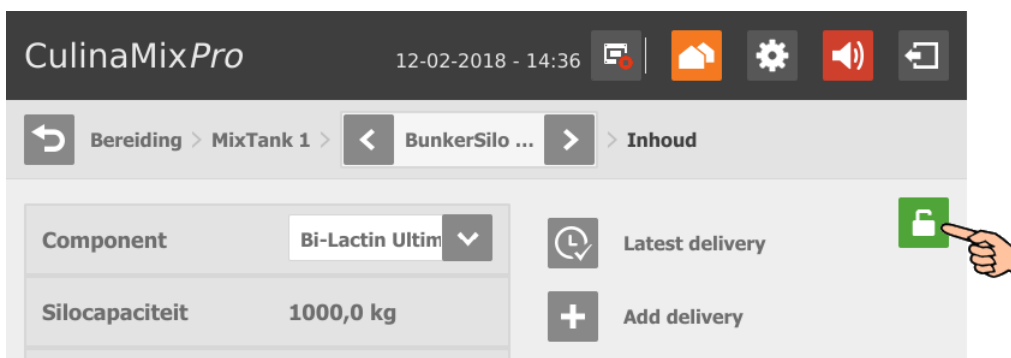 CulinaMixPro 12-02-2018 - 14:36
Bereiding > MixTank 1 > BunkerSilo ... > Inhoud
Component Bi-Lactin Ultim Latest delivery
Silocapaciteit 1000,0 kg Add delivery